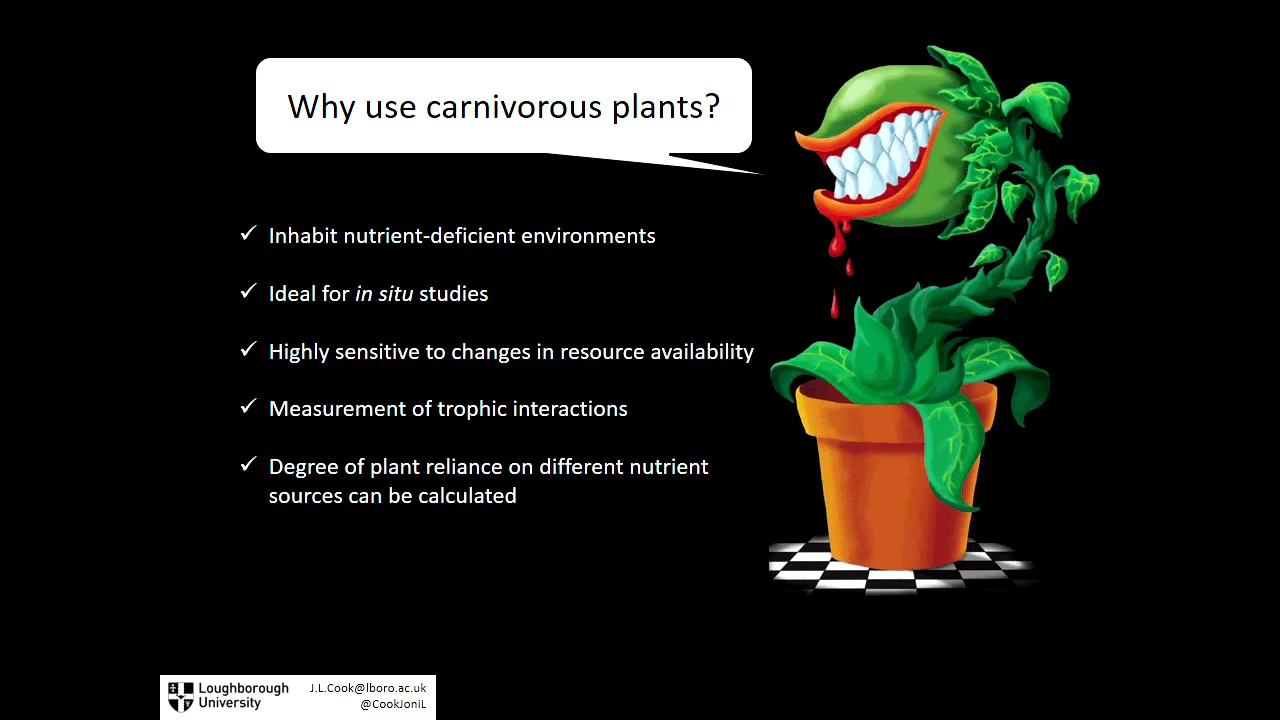 Why use carnivorous plants?
✓ Inhabit nutrient-deficient environments
✓ Ideal for in situ studies
✓ Highly sensitive to changes in resource availability
✓ Measurement of trophic interactions
✓ Degree of plant reliance on different nutrient
sources can be calculated
Loughborough
University
J.L.Cook@lboro.ac.uk
@CookJoniL